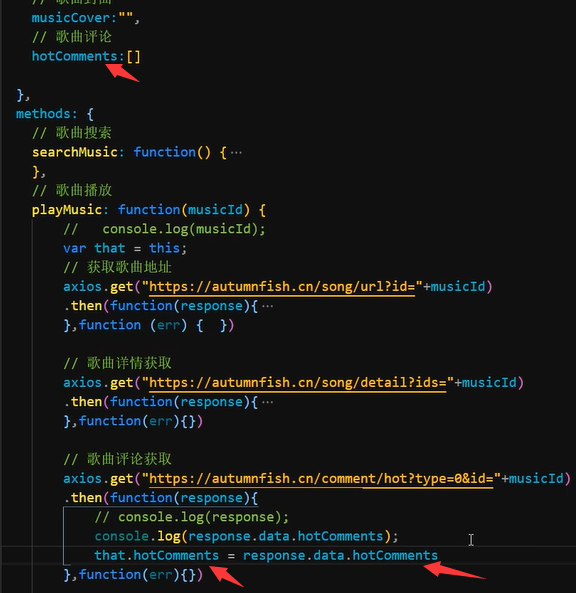 musicCover:"",
// 歌曲评论
hotComments:[]
},
methods: {
// 歌曲搜索
searchMusic: function() {…
},
// 歌曲播放
playMusic: function(musicId) {
//   console.log(musicId);
var that = this;
// 获取歌曲地址
axios.get("https://autumnfish.cn/song/url?id="+musicId)
.then(function(response){…
},function (err) {  })
// 歌曲详情获取
axios.get("https://autumnfish.cn/song/detail?ids="+musicId)
.then(function(response){…
},function(err){})
// 歌曲评论获取
axios.get("https://autumnfish.cn/comment/hot?type=0&id="+musicId)
.then(function(response){
// console.log(response);
console.log(response.data.hotComments);
that.hotComments = response.data.hotComments
},function(err){})